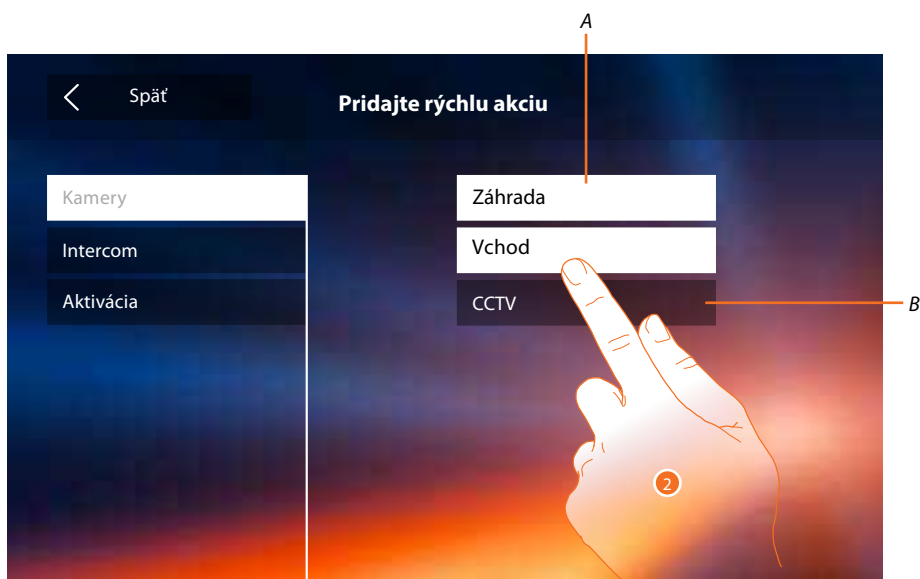 A
Späť
Pridajte rýchlu akciu
Kamery
Záhrada
Intercom
Vchod
Aktivácia
CCTV
B
2